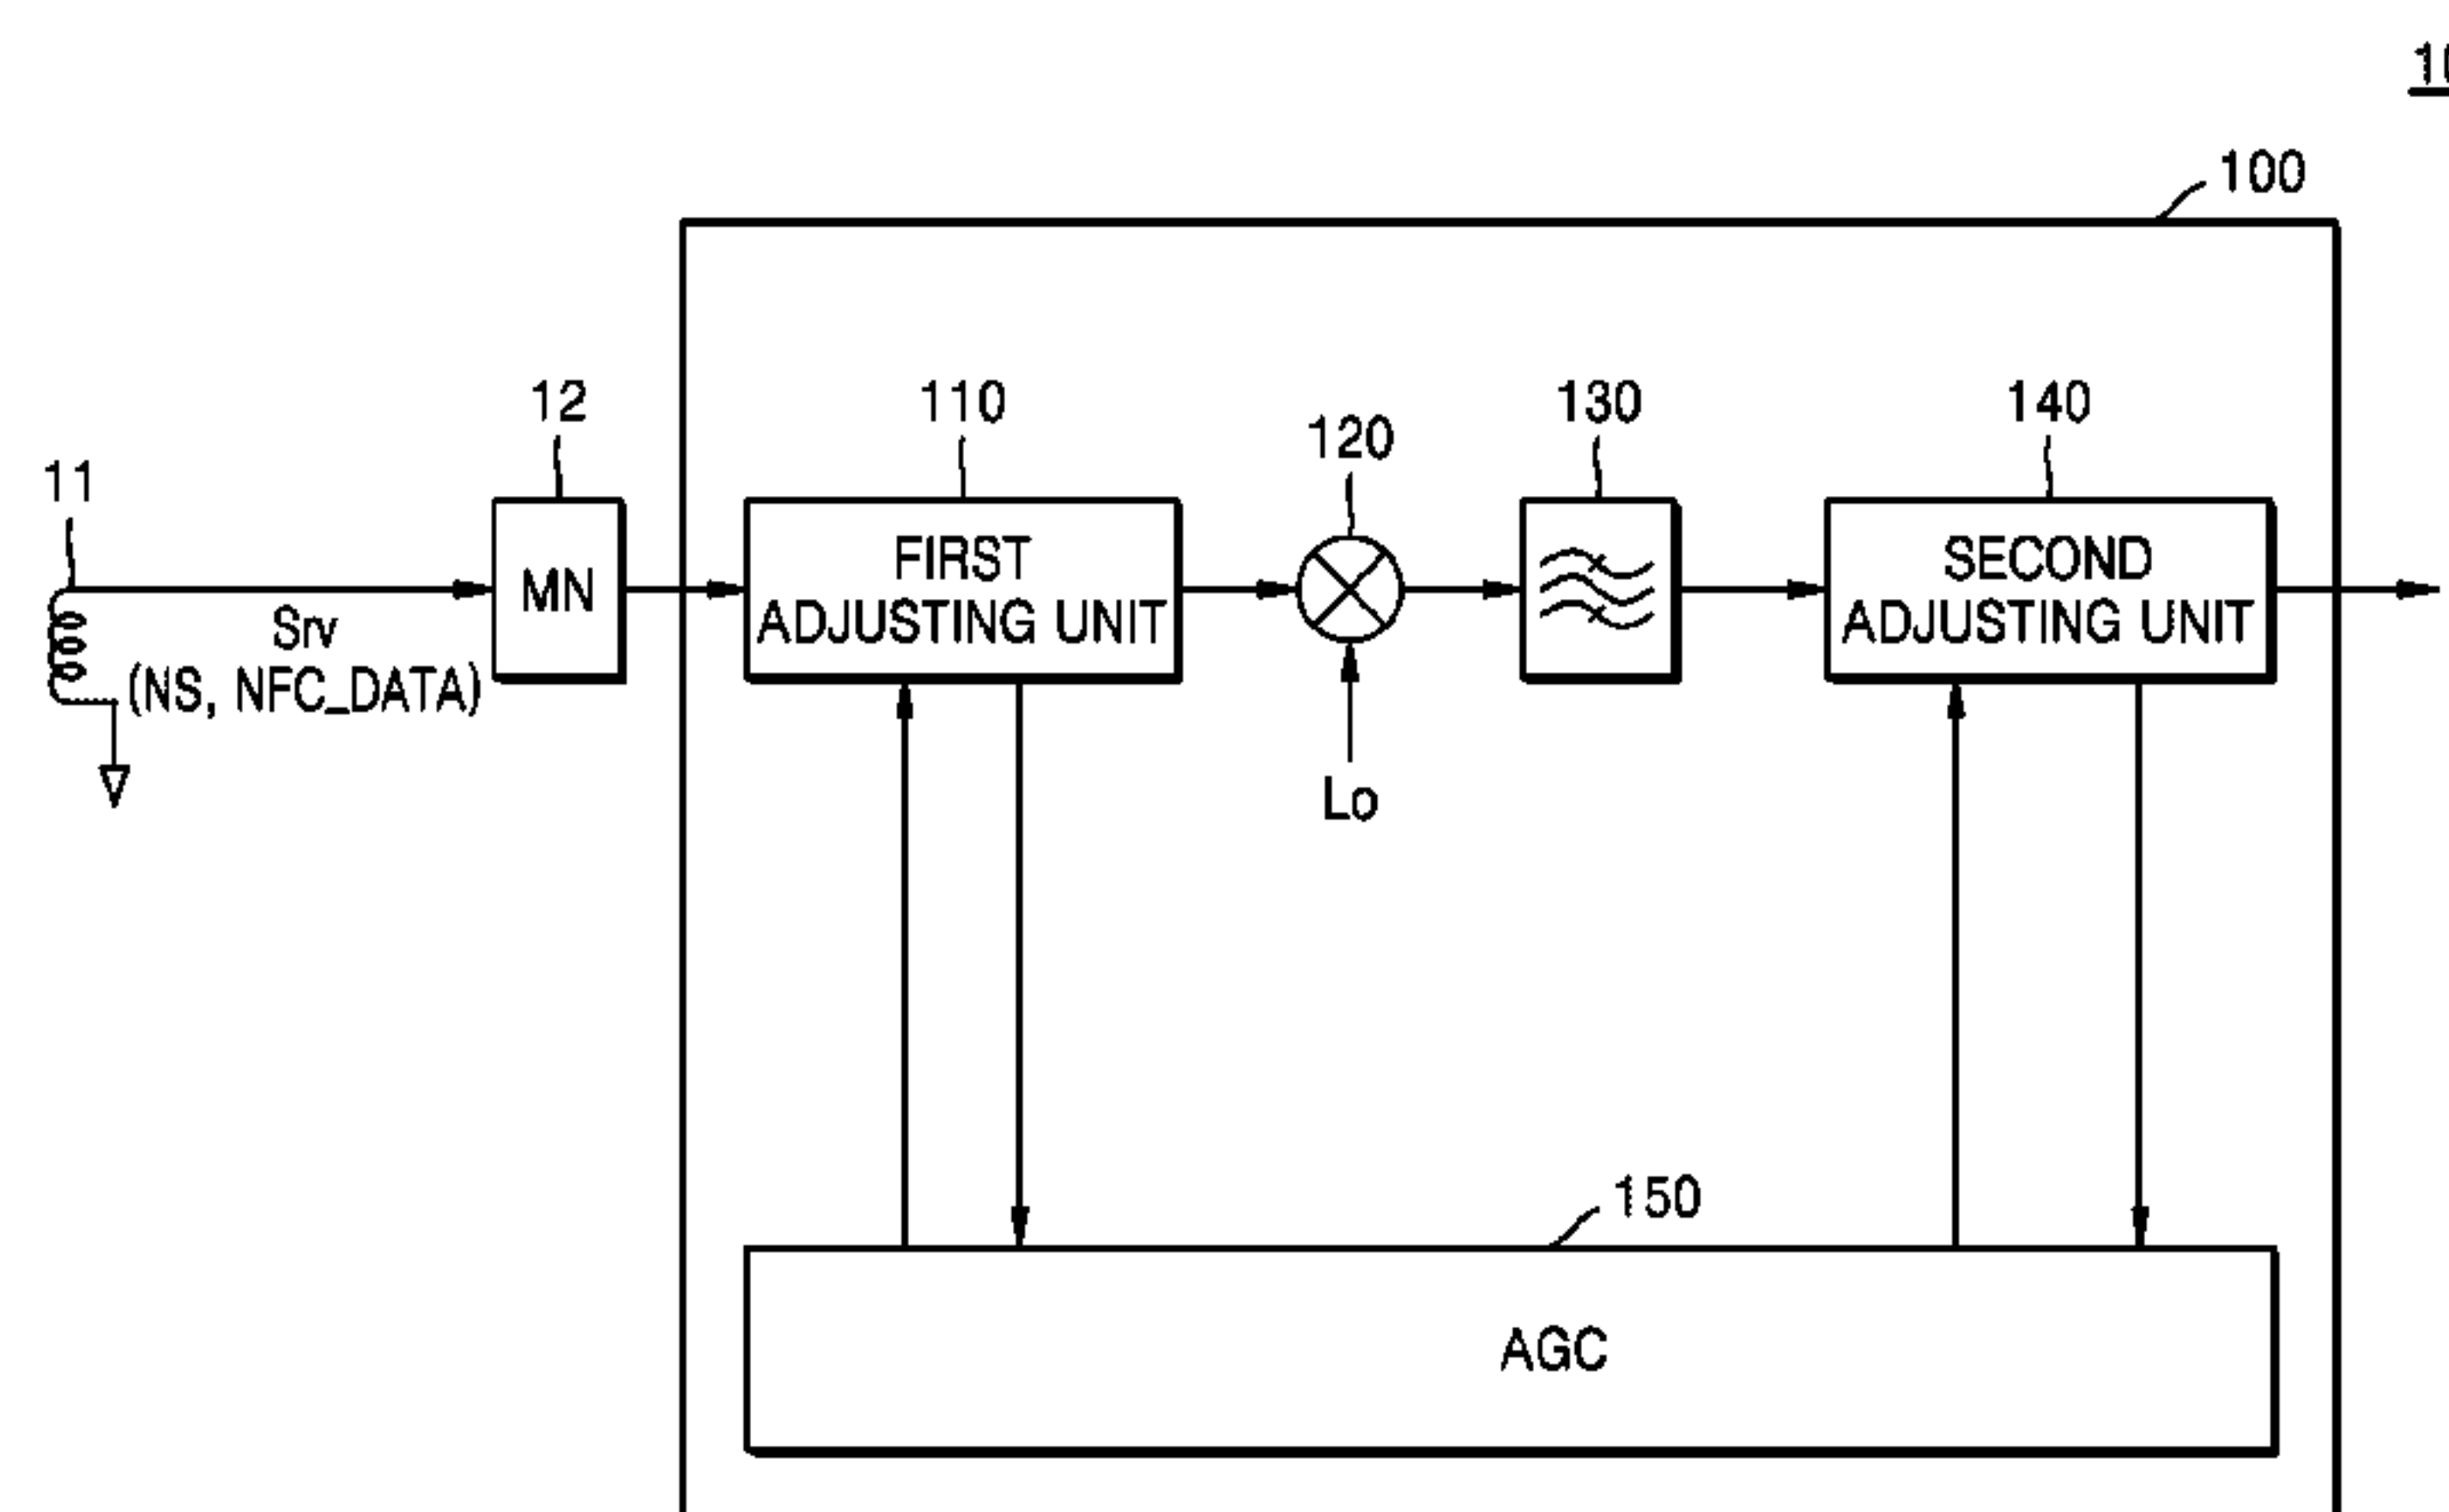 100
12
110
120
130
140
11
MN
FIRST
ADJUSTING UNIT
SECOND
ADJUSTING UNIT
Srv
(NS, NFC_DATA)
Lo
150
AGC